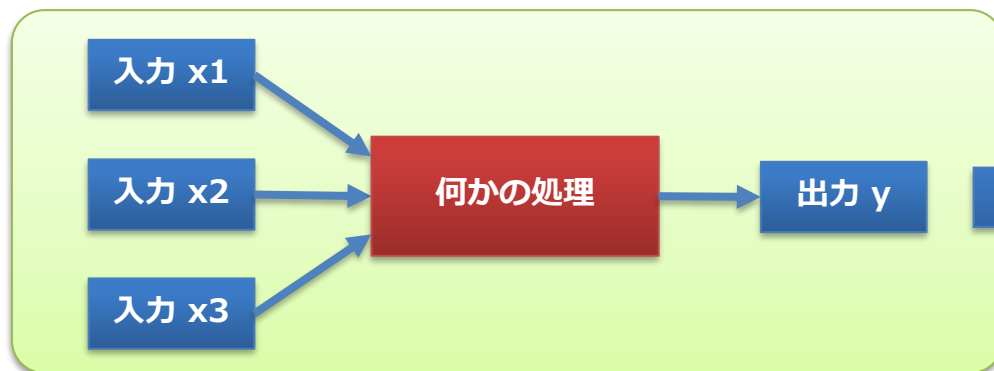 入力 x1
入力 x2
何かの処理
出力 y
入力 x3